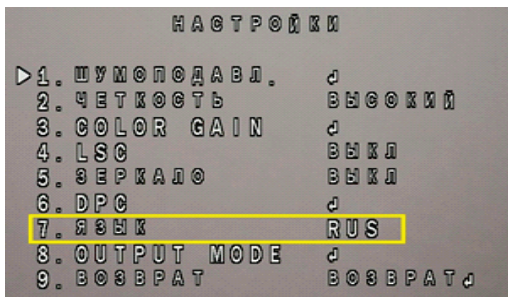 НАСТРОЙКИ
▷1. ШУМОПОДАВЛ. ↲
2. ЧЕТКОСТЬ ВЫСОКИЙ
3. COLOR GAIN ↲
4. LSC ВЫКЛ
5. ЗЕРКАЛО ВЫКЛ
6. DPC ↲
7. ЯЗЫК RUS
8. OUTPUT MODE ↲
9. ВОЗВРАТ ВОЗВРАТ↲